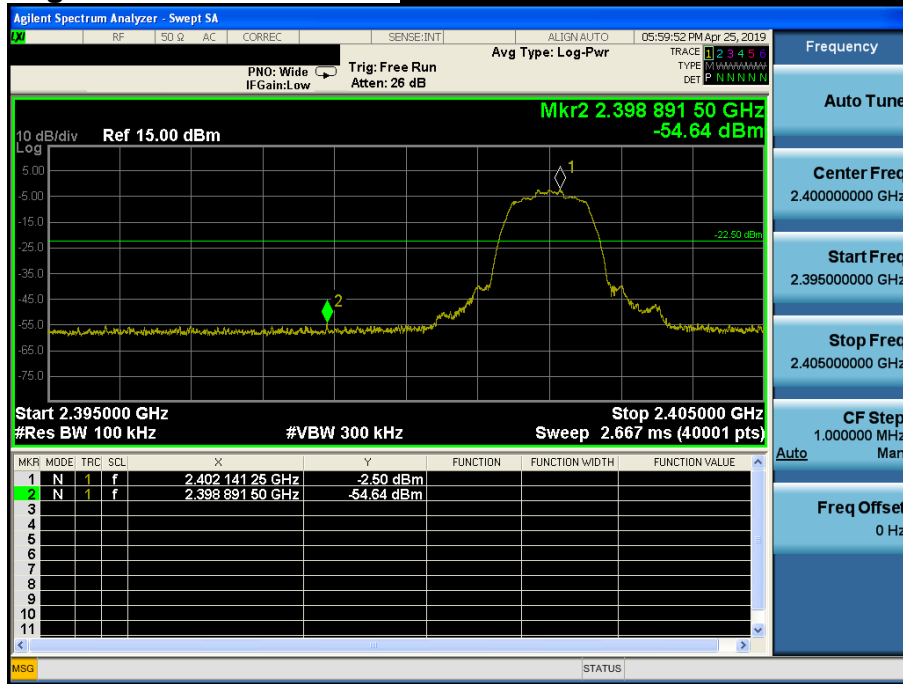 Agilent Spectrum Analyzer - Swept SA
LXI RF 50 Ω AC CORREC SENSE:INT ALIGN AUTO 05:59:52 PM Apr 25, 2019
Frequency
Avg Type: Log-Pwr TRACE 1 2 3 4 5 6
PNO: Wide Trig: Free Run TYPE M
IFGain:Low Atten: 26 dB DET P N N N N N
Auto Tune
Mkr2 2.398 891 50 GHz
10 dB/div Ref 15.00 dBm -54.64 dBm
Log
5.00
1
Center Freq
-5.00
2.400000000 GHz
-15.0
-22.50 dBm
-25.0
Start Freq
-35.0
2.395000000 GHz
-45.0
2
-55.0
Stop Freq
-65.0
2.405000000 GHz
-75.0
Start 2.395000 GHz Stop 2.405000 GHz
#Res BW 100 kHz #VBW 300 kHz Sweep 2.667 ms (40001 pts)
CF Step
1.000000 MHz
Auto Man
MKR MODE TRC SCL X Y FUNCTION FUNCTION WIDTH FUNCTION VALUE
1 N 1 f 2.402 141 25 GHz -2.50 dBm
2 N 1 f 2.398 891 50 GHz -54.64 dBm
3
4
5
6
7
8
9
10
11
Freq Offset
0 Hz
MSG STATUS